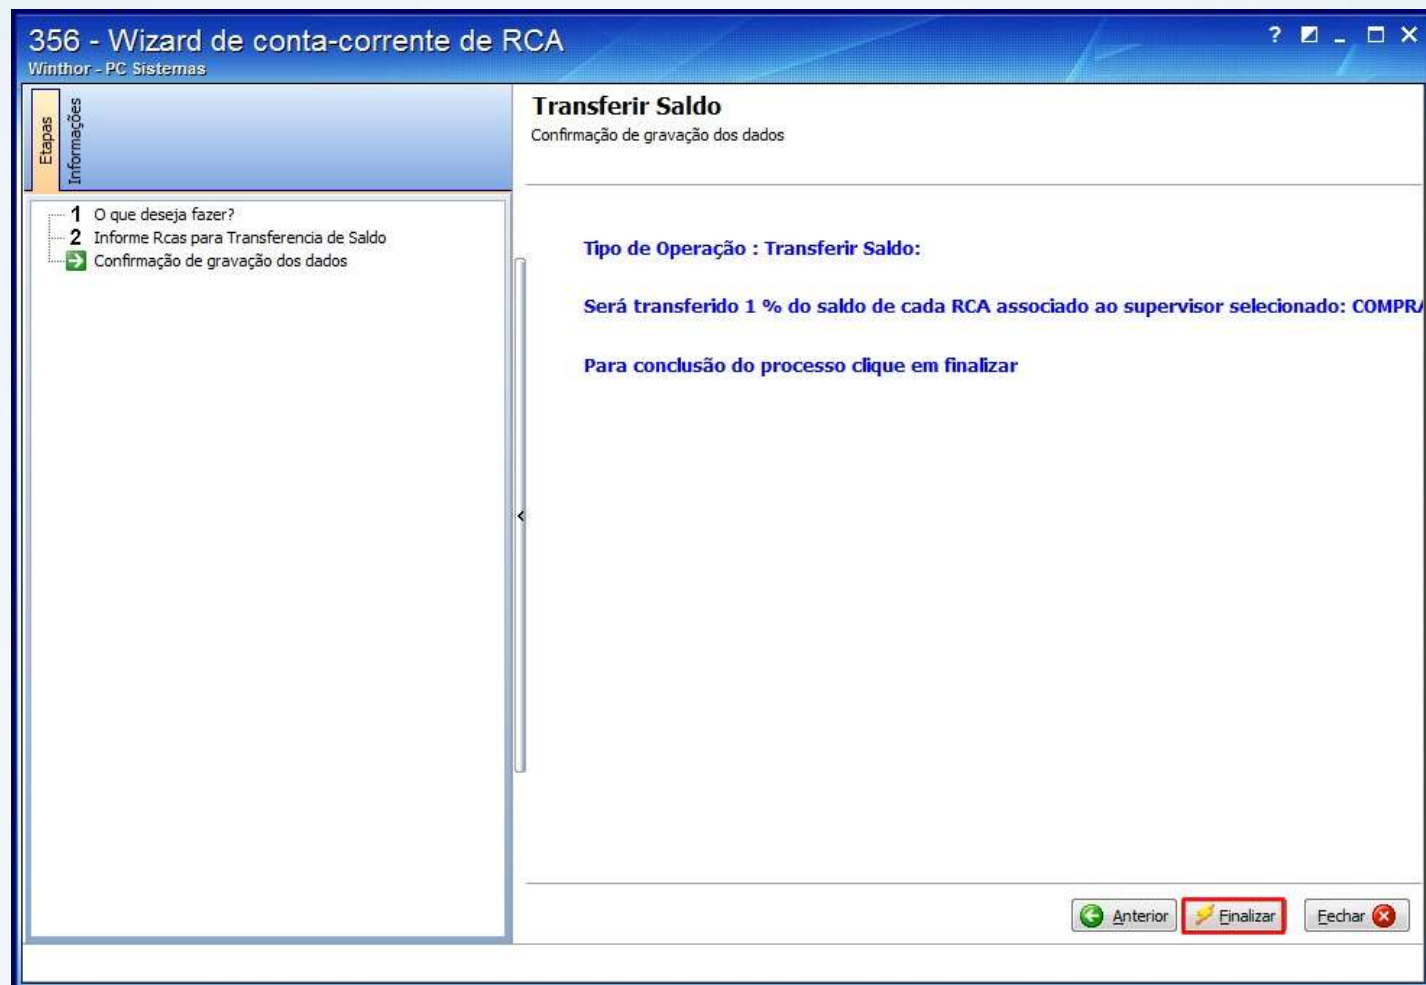 356 - Wizard de conta-corrente de RCA
Winthor - PC Sistemas
Etapas
Informações
1 O que deseja fazer?
2 Informe Rcas para Transferencia de Saldo
Confirmação de gravação dos dados
Transferir Saldo
Confirmação de gravação dos dados
Tipo de Operação : Transferir Saldo:
Será transferido 1 % do saldo de cada RCA associado ao supervisor selecionado: COMPRA
Para conclusão do processo clique em finalizar
Anterior
Finalizar
Fechar